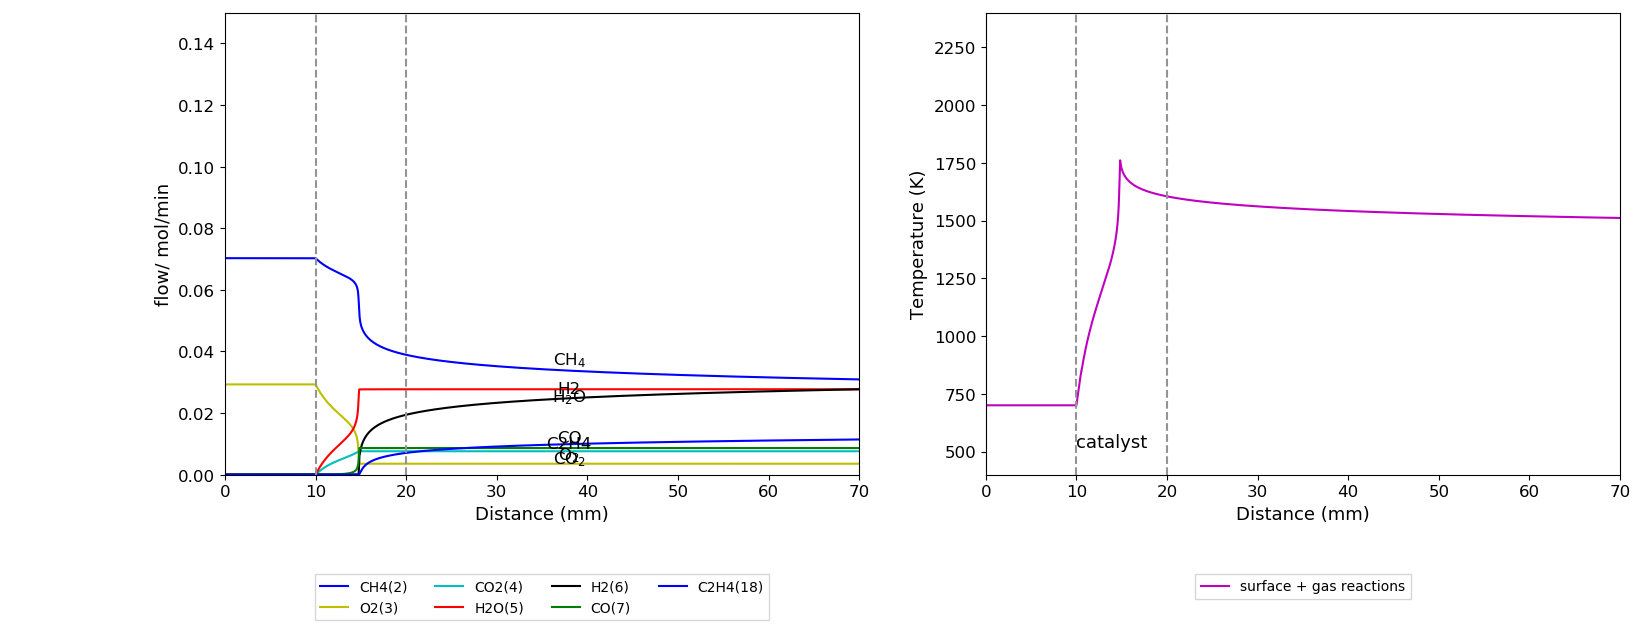 0.14
0.12
0.10
0.08
0.06
0.04
0.02
0.00
flow/ mol/min
0 10 20 30 40 50 60 70
Distance (mm)
CH₄
H2
H₂O
CO
C2H4
O₂
CO₂
CH4(2) CO2(4) H2(6) C2H4(18)
O2(3) H2O(5) CO(7)
2250
2000
1750
1500
1250
1000
750
500
Temperature (K)
catalyst
0 10 20 30 40 50 60 70
Distance (mm)
surface + gas reactions